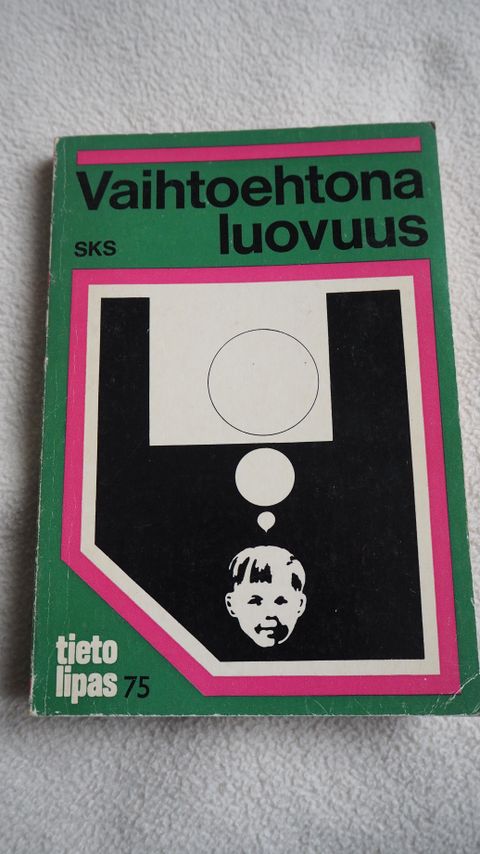 Vaihtoehtona
luovuus
SKS
tieto
lipas 75